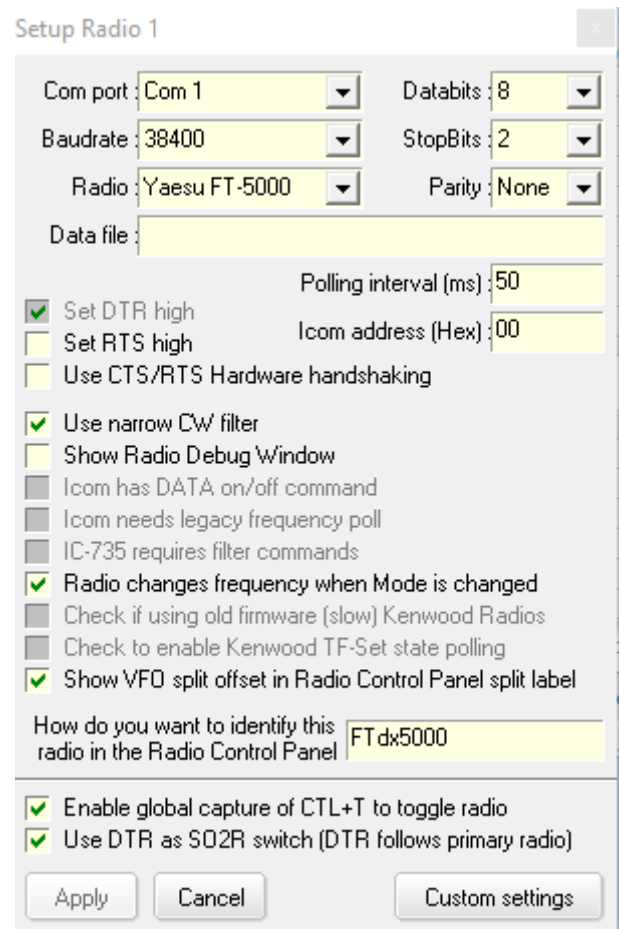 Setup Radio 1
x
Com port : Com 1 Databits : 8
Baudrate : 38400 StopBits : 2
Radio : Yaesu FT-5000 Parity : None
Data file :
Polling interval (ms) : 50
Set DTR high
Icom address (Hex) : 00
Set RTS high
Use CTS/RTS Hardware handshaking
Use narrow CW filter
Show Radio Debug Window
Icom has DATA on/off command
Icom needs legacy frequency poll
IC-735 requires filter commands
Radio changes frequency when Mode is changed
Check if using old firmware (slow) Kenwood Radios
Check to enable Kenwood TF-Set state polling
Show VFO split offset in Radio Control Panel split label
How do you want to identify this
radio in the Radio Control Panel
FTdx5000
Enable global capture of CTL+T to toggle radio
Use DTR as SO2R switch (DTR follows primary radio)
Apply Cancel Custom settings